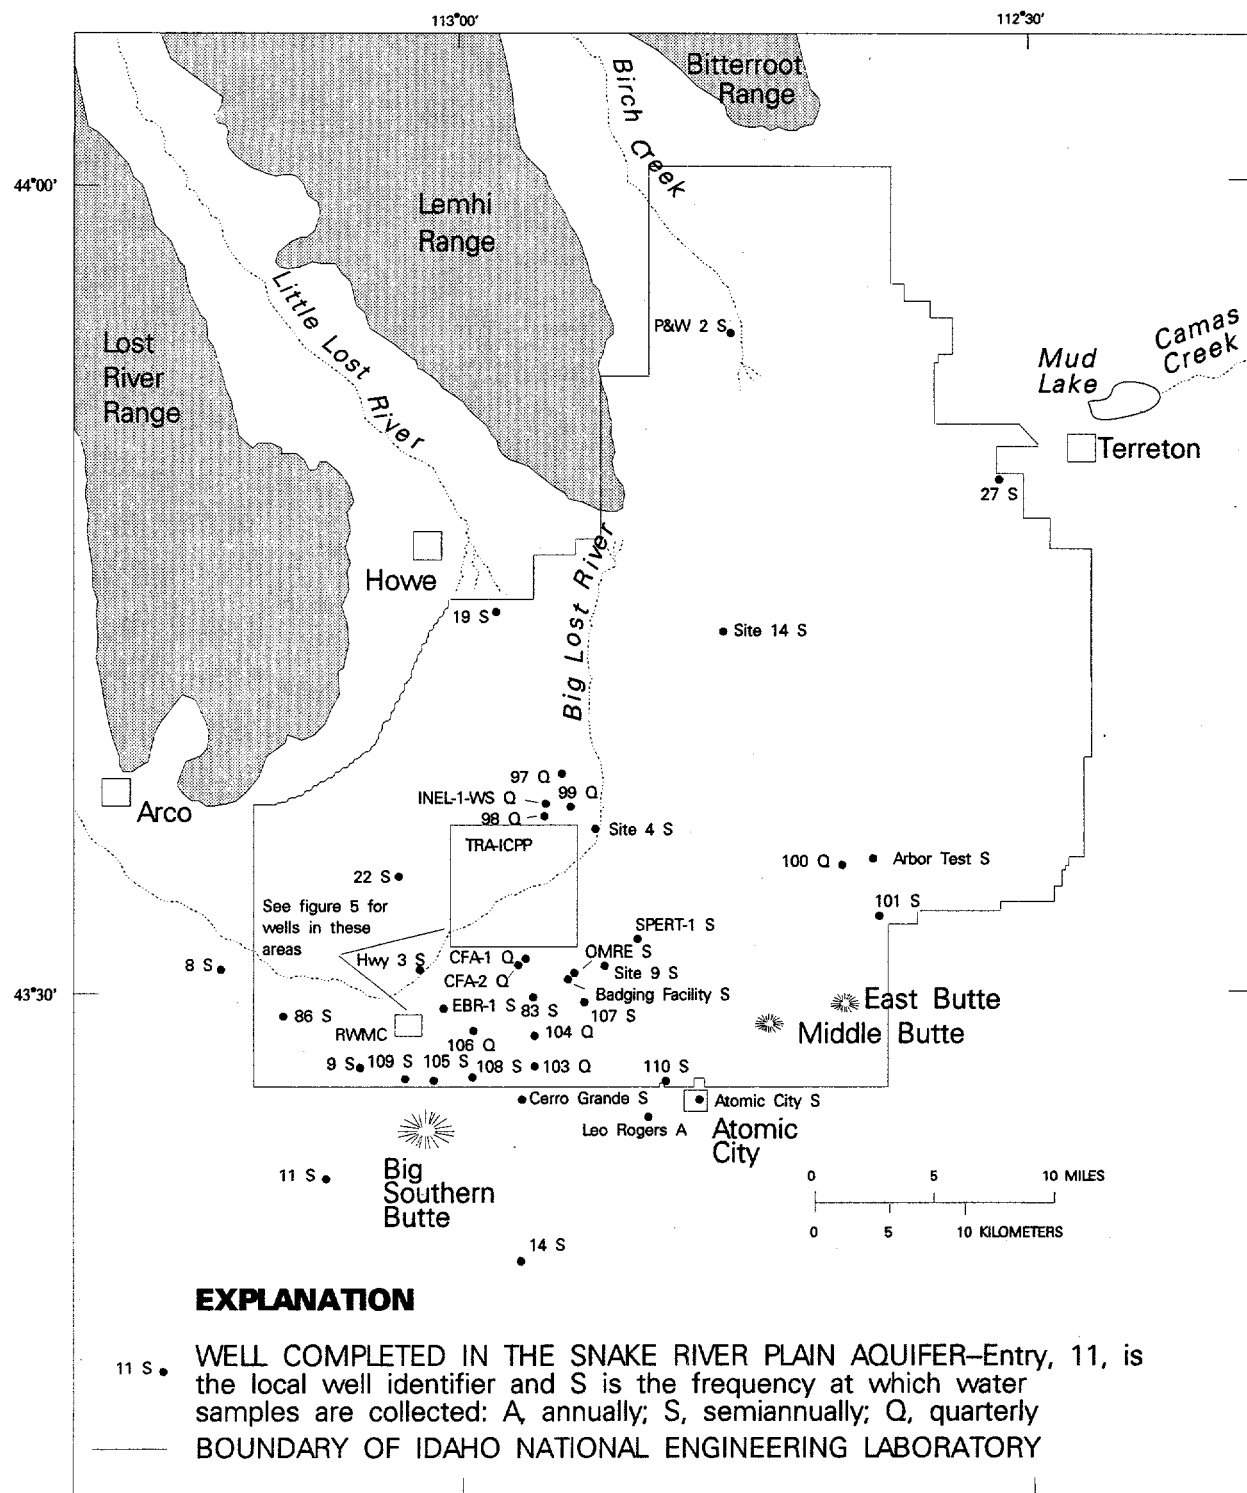 113°00'
112°30'
Bitterroot
Range
Birch Creek
44°00'
Lemhi
Range
Little Lost River
P&W 2 S
Camas
Creek
Mud
Lake
Lost
River
Range
Terreton
27 S
Howe
Big Lost River
19 S
Site 14 S
Arco
97 Q
INEL-1-WS Q
99 Q
98 Q
Site 4 S
TRA-ICPP
100 Q
Arbor Test S
22 S
101 S
See figure 5 for
wells in these
areas
SPERT-1 S
Hwy 3 S
CFA-1 Q
OMRE S
8 S
Site 9 S
CFA-2 Q
43°30'
Badging Facility S
EBR-1 S
83 S
107 S
East Butte
86 S
Middle Butte
RWMC
106 Q
104 Q
9 S
109 S
105 S
108 S
103 Q
110 S
Cerro Grande S
Atomic City S
Leo Rogers A
Atomic
City
Big
Southern
Butte
11 S
0 5 10 MILES
0 5 10 KILOMETERS
14 S
EXPLANATION
11 S
WELL COMPLETED IN THE SNAKE RIVER PLAIN AQUIFER–Entry, 11, is
the local well identifier and S is the frequency at which water
samples are collected: A, annually; S, semiannually; Q, quarterly
BOUNDARY OF IDAHO NATIONAL ENGINEERING LABORATORY